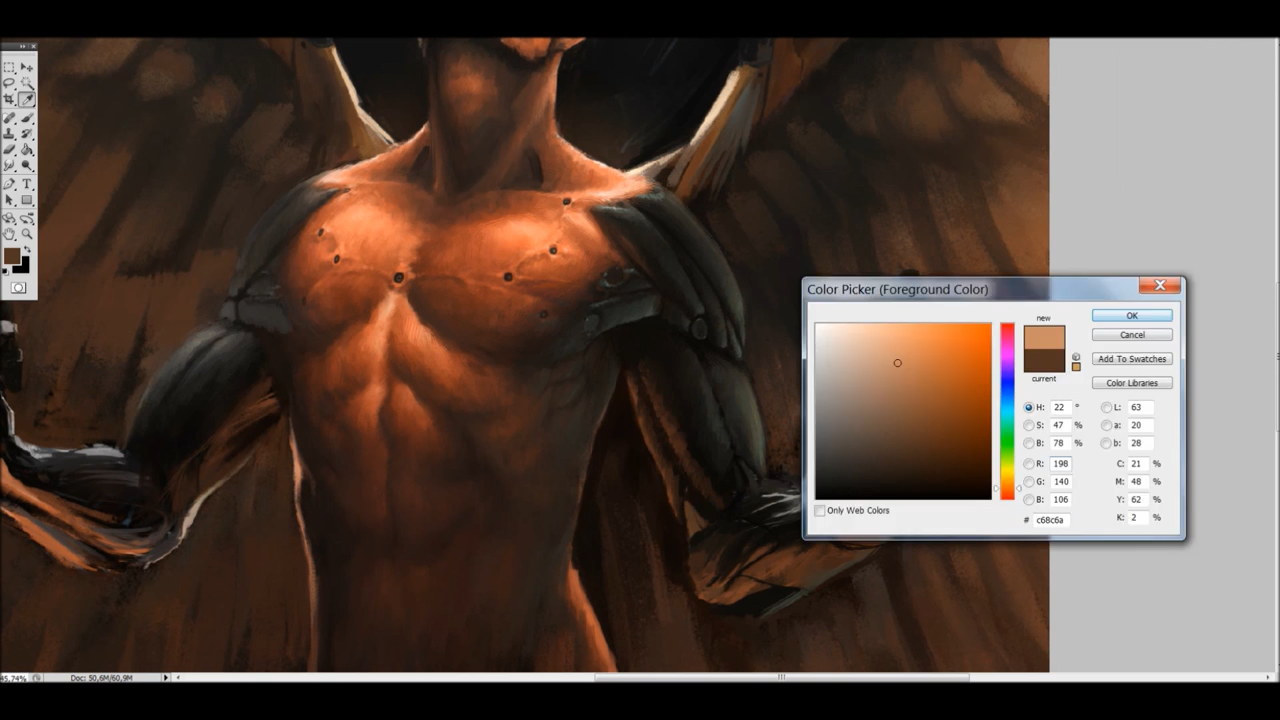 Color Picker (Foreground Color)
new
current
OK
Cancel
Add To Swatches
Color Libraries
H: 22 °
S: 47 %
B: 78 %
R: 198
G: 140
B: 106
# c68c6a
L: 63
a: 20
b: 28
C: 21 %
M: 48 %
Y: 62 %
K: 2 %
Only Web Colors
T
45,74%
Doc: 50,6M/60,9M